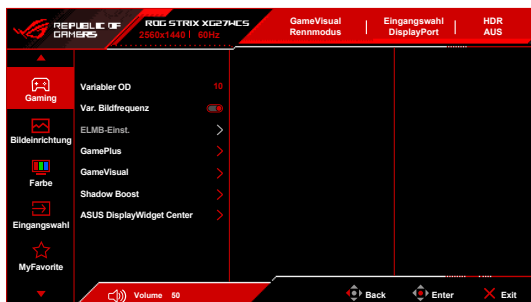 REPUBLIC OF
GAMERS
ROG STRIX XG27WCS
2560x1440 | 60Hz
GameVisual
Rennmodus
Eingangswahl
DisplayPort
HDR
AUS
Gaming
Bildeinrichtung
Farbe
Eingangswahl
MyFavorite
Variabler OD 10
Var. Bildfrequenz
ELMB-Einst.
GamePlus
GameVisual
Shadow Boost
ASUS DisplayWidget Center
Volume 50
Back
Enter
Exit